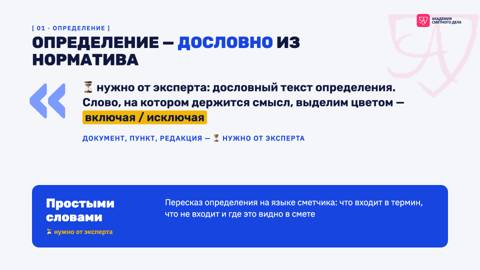 [ 01 · ОПРЕДЕЛЕНИЕ ]
АКАДЕМИЯ
СМЕТНОГО ДЕЛА
ОПРЕДЕЛЕНИЕ — ДОСЛОВНО ИЗ
НОРМАТИВА
⏳ нужно от эксперта: дословный текст определения.
Слово, на котором держится смысл, выделим цветом —
включая / исключая
ДОКУМЕНТ, ПУНКТ, РЕДАКЦИЯ — ⏳ НУЖНО ОТ ЭКСПЕРТА
Простыми
словами
⏳ нужно от эксперта
Пересказ определения на языке сметчика: что входит в термин,
что не входит и где это видно в смете